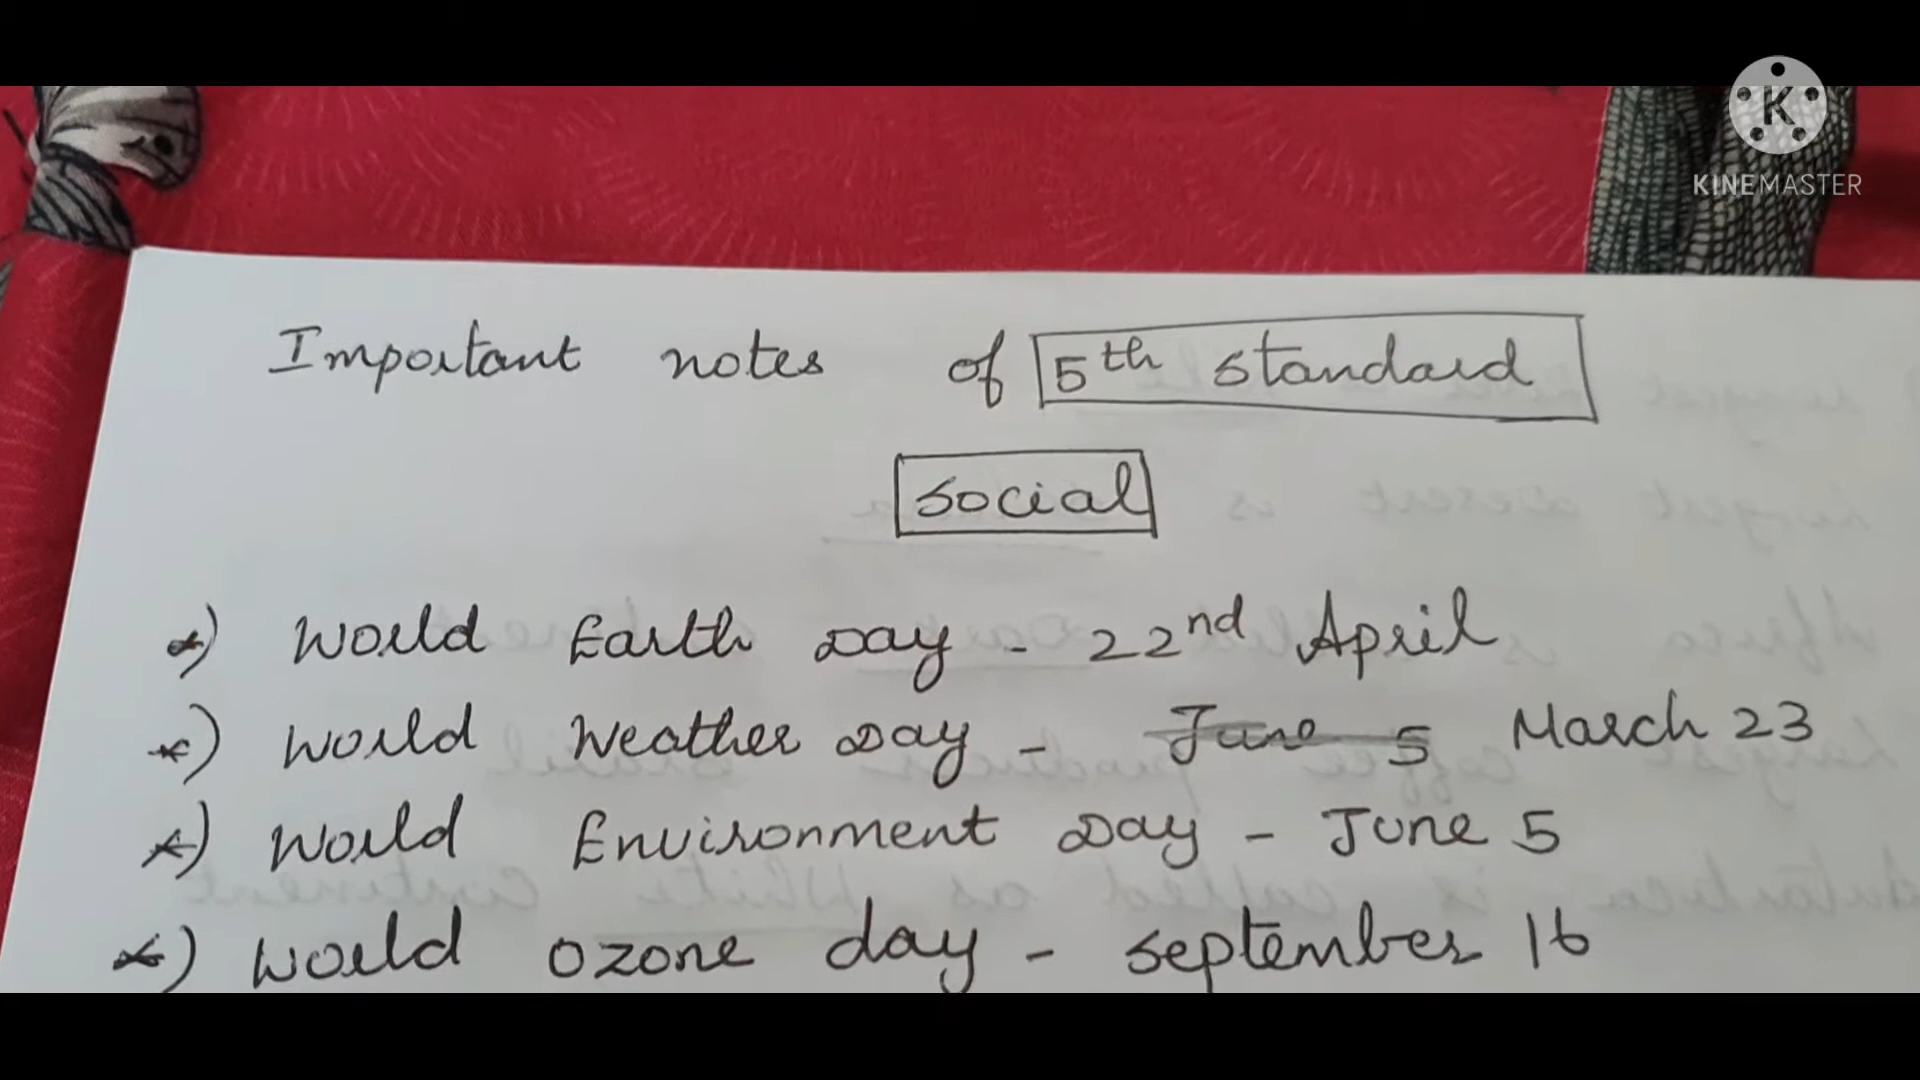 K
KINEMASTER
Important notes of 5th standard
social
*) World Earth Day - 22nd April
*) World Weather Day - June 5 March 23
*) World Environment Day - June 5
*) World Ozone day - september 16